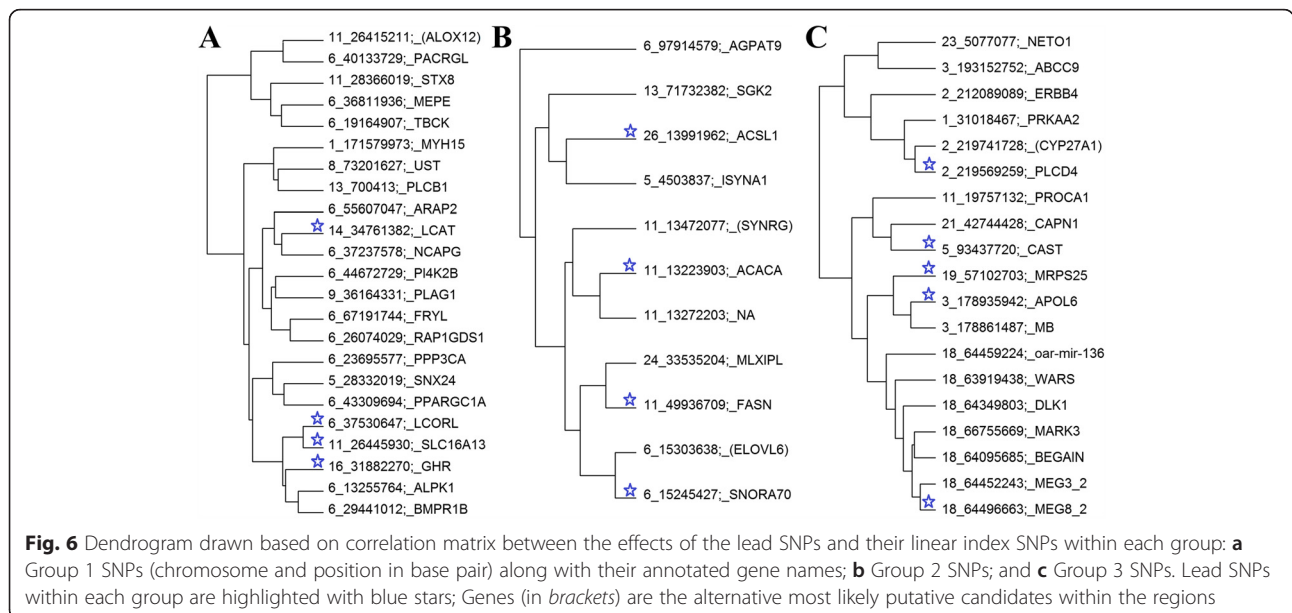 A
11_26415211;_(ALOX12)
6_40133729;_PACRGL
11_28366019;_STX8
6_36811936;_MEPE
6_19164907;_TBCK
1_171579973;_MYH15
8_73201627;_UST
13_700413;_PLCB1
6_55607047;_ARAP2
14_34761382;_LCAT
6_37237578;_NCAPG
6_44672729;_PI4K2B
9_36164331;_PLAG1
6_67191744;_FRYL
6_26074029;_RAP1GDS1
6_23695577;_PPP3CA
5_28332019;_SNX24
6_43309694;_PPARGC1A
6_37530647;_LCORL
11_26445930;_SLC16A13
16_31882270;_GHR
6_13255764;_ALPK1
6_29441012;_BMPR1B
B
6_97914579;_AGPAT9
13_71732382;_SGK2
26_13991962;_ACSL1
5_4503837;_ISYNA1
11_13472077;_(SYNRG)
11_13223903;_ACACA
11_13272203;_NA
24_33535204;_MLXIPL
11_49936709;_FASN
6_15303638;_(ELOVL6)
6_15245427;_SNORA70
C
23_5077077;_NETO1
3_193152752;_ABCC9
2_212089089;_ERBB4
1_31018467;_PRKAA2
2_219741728;_(CYP27A1)
2_219569259;_PLCD4
11_19757132;_PROCA1
21_42744428;_CAPN1
5_93437720;_CAST
19_57102703;_MRPS25
3_178935942;_APOL6
3_178861487;_MB
18_64459224;_oar-mir-136
18_63919438;_WARS
18_64349803;_DLK1
18_66755669;_MARK3
18_64095685;_BEGAIN
18_64452243;_MEG3_2
18_64496663;_MEG8_2
Fig. 6 Dendrogram drawn based on correlation matrix between the effects of the lead SNPs and their linear index SNPs within each group: a
Group 1 SNPs (chromosome and position in base pair) along with their annotated gene names; b Group 2 SNPs; and c Group 3 SNPs. Lead SNPs
within each group are highlighted with blue stars; Genes (in brackets) are the alternative most likely putative candidates within the regions